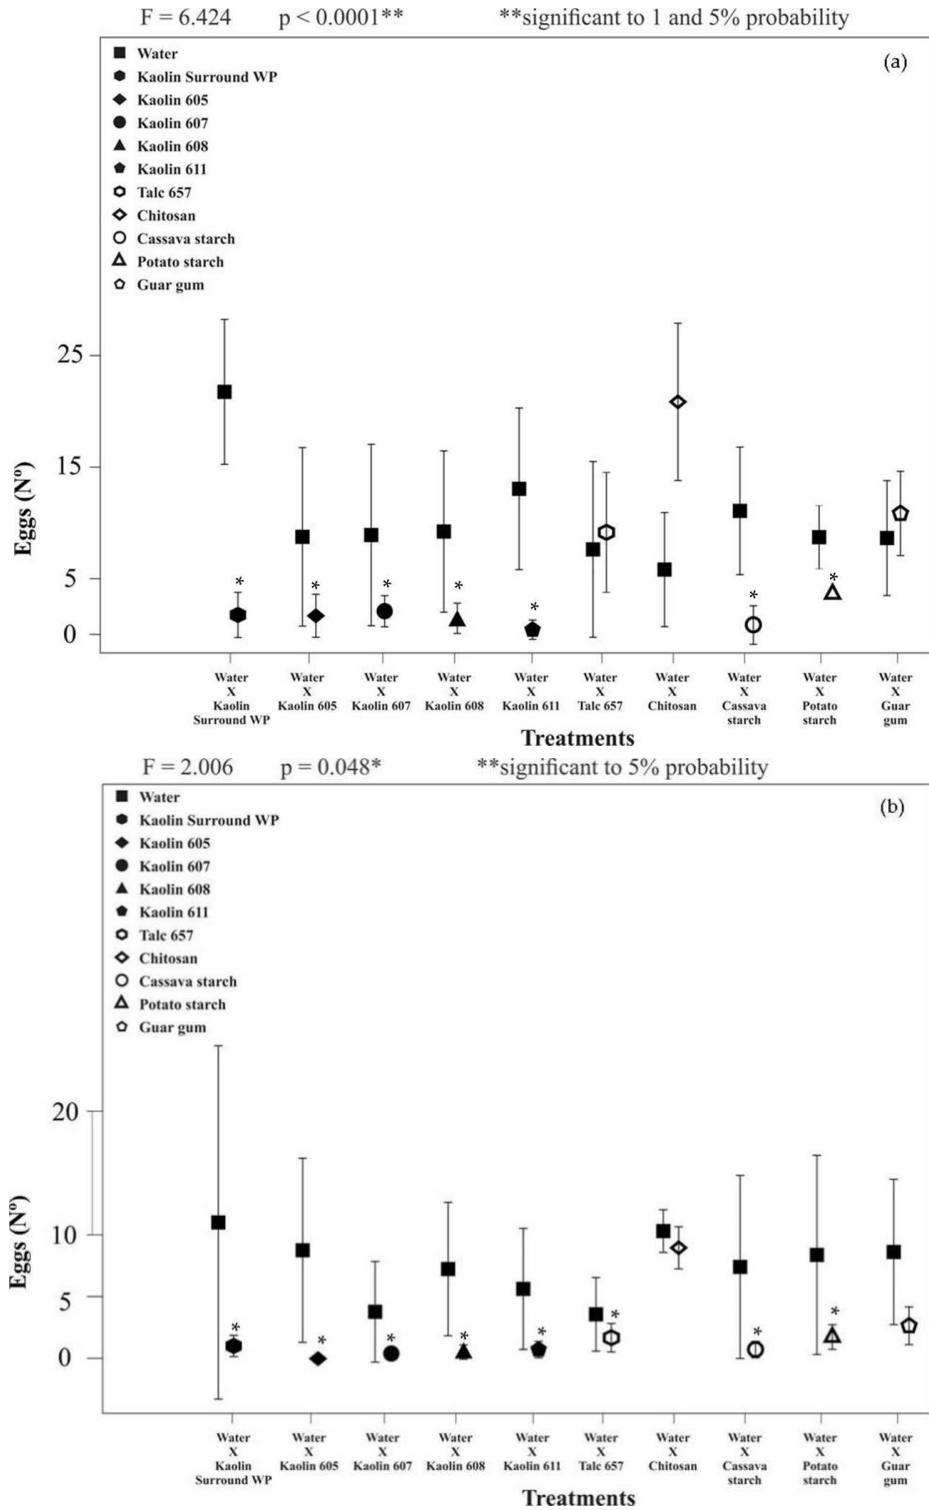 F = 6.424 p < 0.0001** **significant to 1 and 5% probability
(a)
Water
Kaolin Surround WP
Kaolin 605
Kaolin 607
Kaolin 608
Kaolin 611
Talc 657
Chitosan
Cassava starch
Potato starch
Guar gum
Eggs (Nº)
25
15
5
0
* * * * * * *
Water Water Water Water Water Water Water Water Water Water
X X X X X X X X X X
Kaolin Kaolin 605 Kaolin 607 Kaolin 608 Kaolin 611 Talc 657 Chitosan Cassava Potato Guar
Surround WP starch starch gum
Treatments
F = 2.006 p = 0.048* **significant to 5% probability
(b)
Water
Kaolin Surround WP
Kaolin 605
Kaolin 607
Kaolin 608
Kaolin 611
Talc 657
Chitosan
Cassava starch
Potato starch
Guar gum
Eggs (Nº)
20
10
5
0
* * * * * * * *
Water Water Water Water Water Water Water Water Water Water
X X X X X X X X X X
Kaolin Kaolin 605 Kaolin 607 Kaolin 608 Kaolin 611 Talc 657 Chitosan Cassava Potato Guar
Surround WP starch starch gum
Treatments